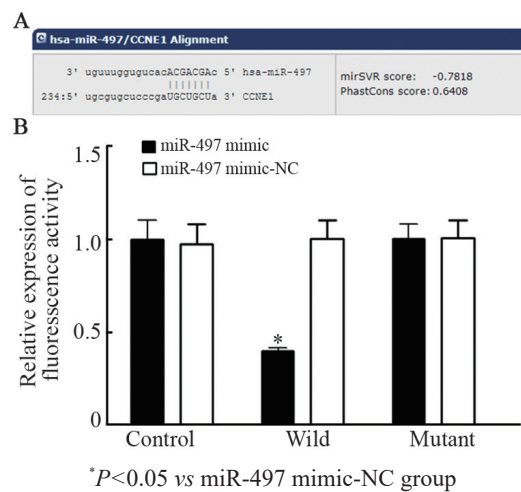 A
hsa-miR-497/CCNE1 Alignment
3' uguuuggugucacACGACGAc 5' hsa-miR-497
|||||||
234:5' ugcgugcucccgaUGCUGCUa 3' CCNE1
mirSVR score: -0.7818
PhastCons score: 0.6408
B
Relative expression of
fluorescence activity
1.5
1.0
0.5
0
miR-497 mimic
miR-497 mimic-NC
*
Control Wild Mutant
*P<0.05 vs miR-497 mimic-NC group